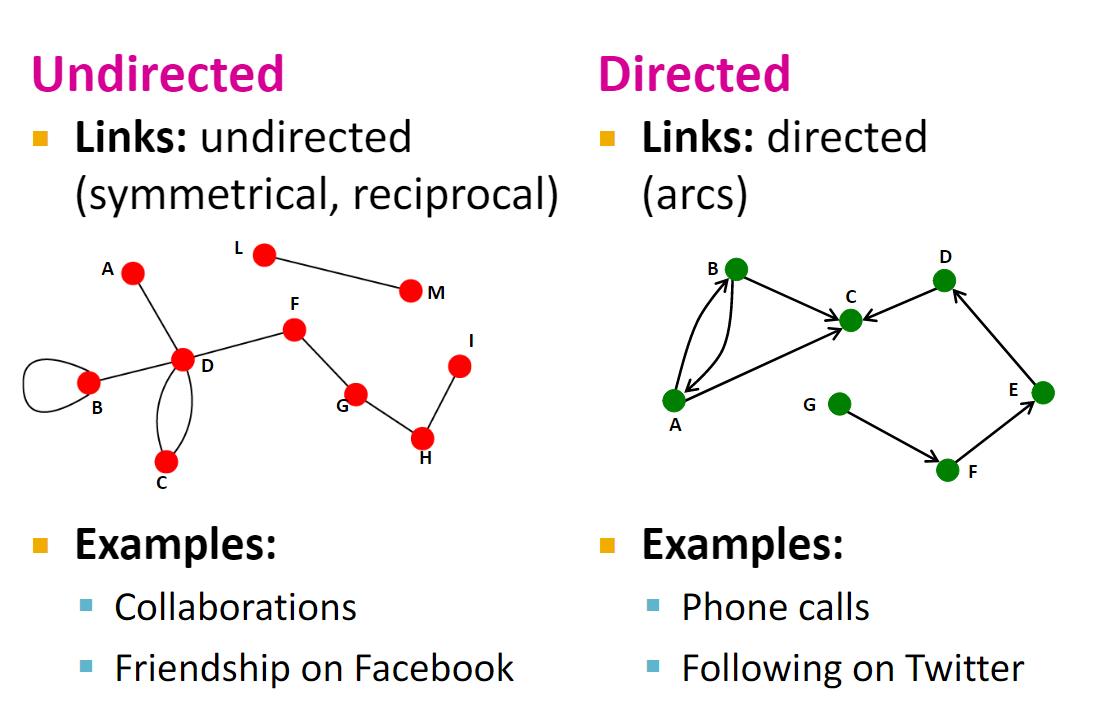 Undirected
Links: undirected
(symmetrical, reciprocal)
A
L
M
F
I
D
B
G
H
C
Examples:
Collaborations
Friendship on Facebook
Directed
Links: directed
(arcs)
B
D
C
E
G
A
F
Examples:
Phone calls
Following on Twitter